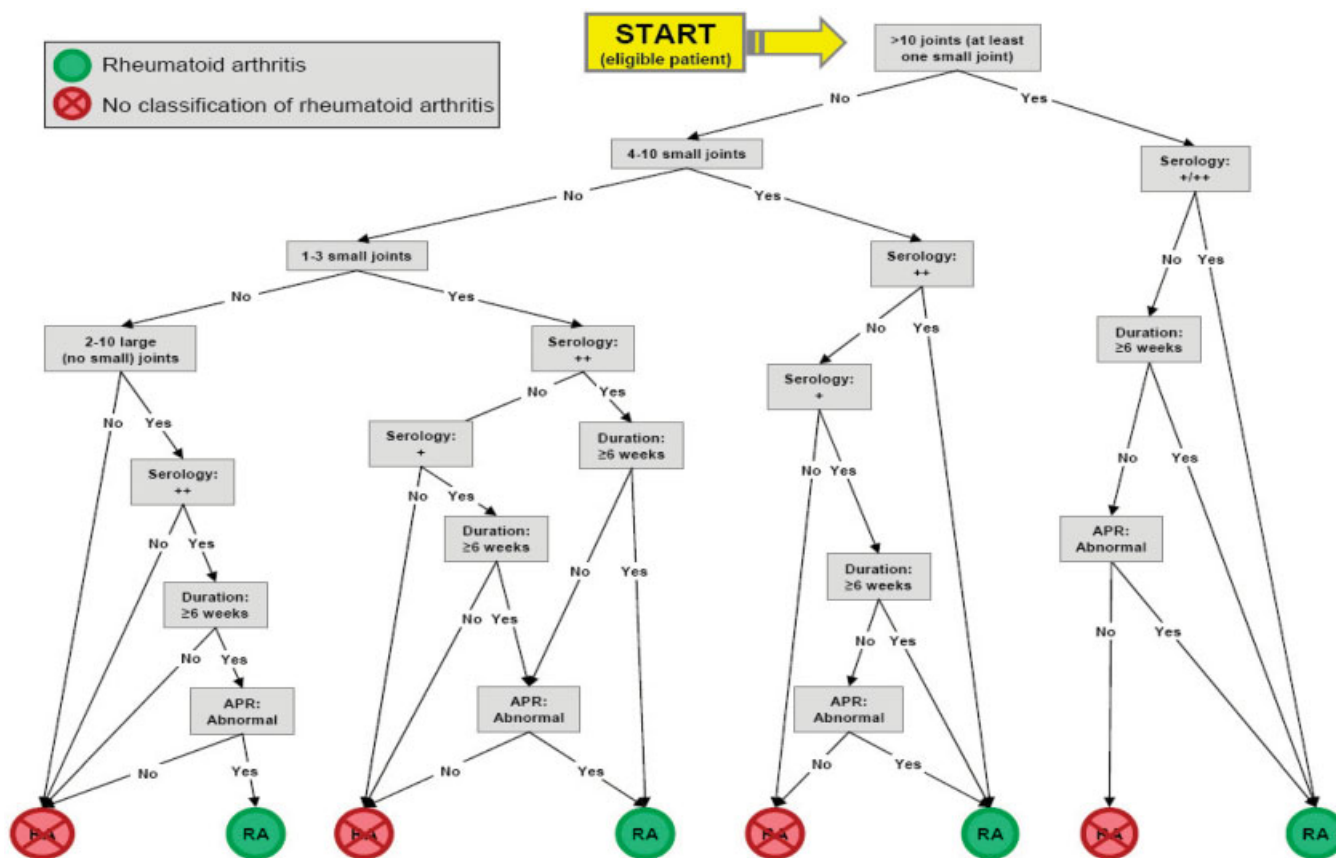 START
(eligible patient)
>10 joints (at least
one small joint)
Rheumatoid arthritis
No classification of rheumatoid arthritis
No
Yes
4-10 small joints
Serology:
+/++
No
Yes
1-3 small joints
Serology:
++
No
Yes
No
Yes
2-10 large
(no small) joints
Serology:
++
No
Yes
Duration:
≥6 weeks
Serology:
+
No
Yes
No
Yes
Serology:
+
Duration:
≥6 weeks
Serology:
++
No
Yes
No
Yes
No
Yes
Duration:
≥6 weeks
APR:
Abnormal
No
Yes
Duration:
≥6 weeks
No
Yes
Duration:
≥6 weeks
No
Yes
No
Yes
No
Yes
No
Yes
APR:
Abnormal
APR:
Abnormal
APR:
Abnormal
No
Yes
No
Yes
No
Yes
RA
RA
RA
RA
RA
RA
RA
RA